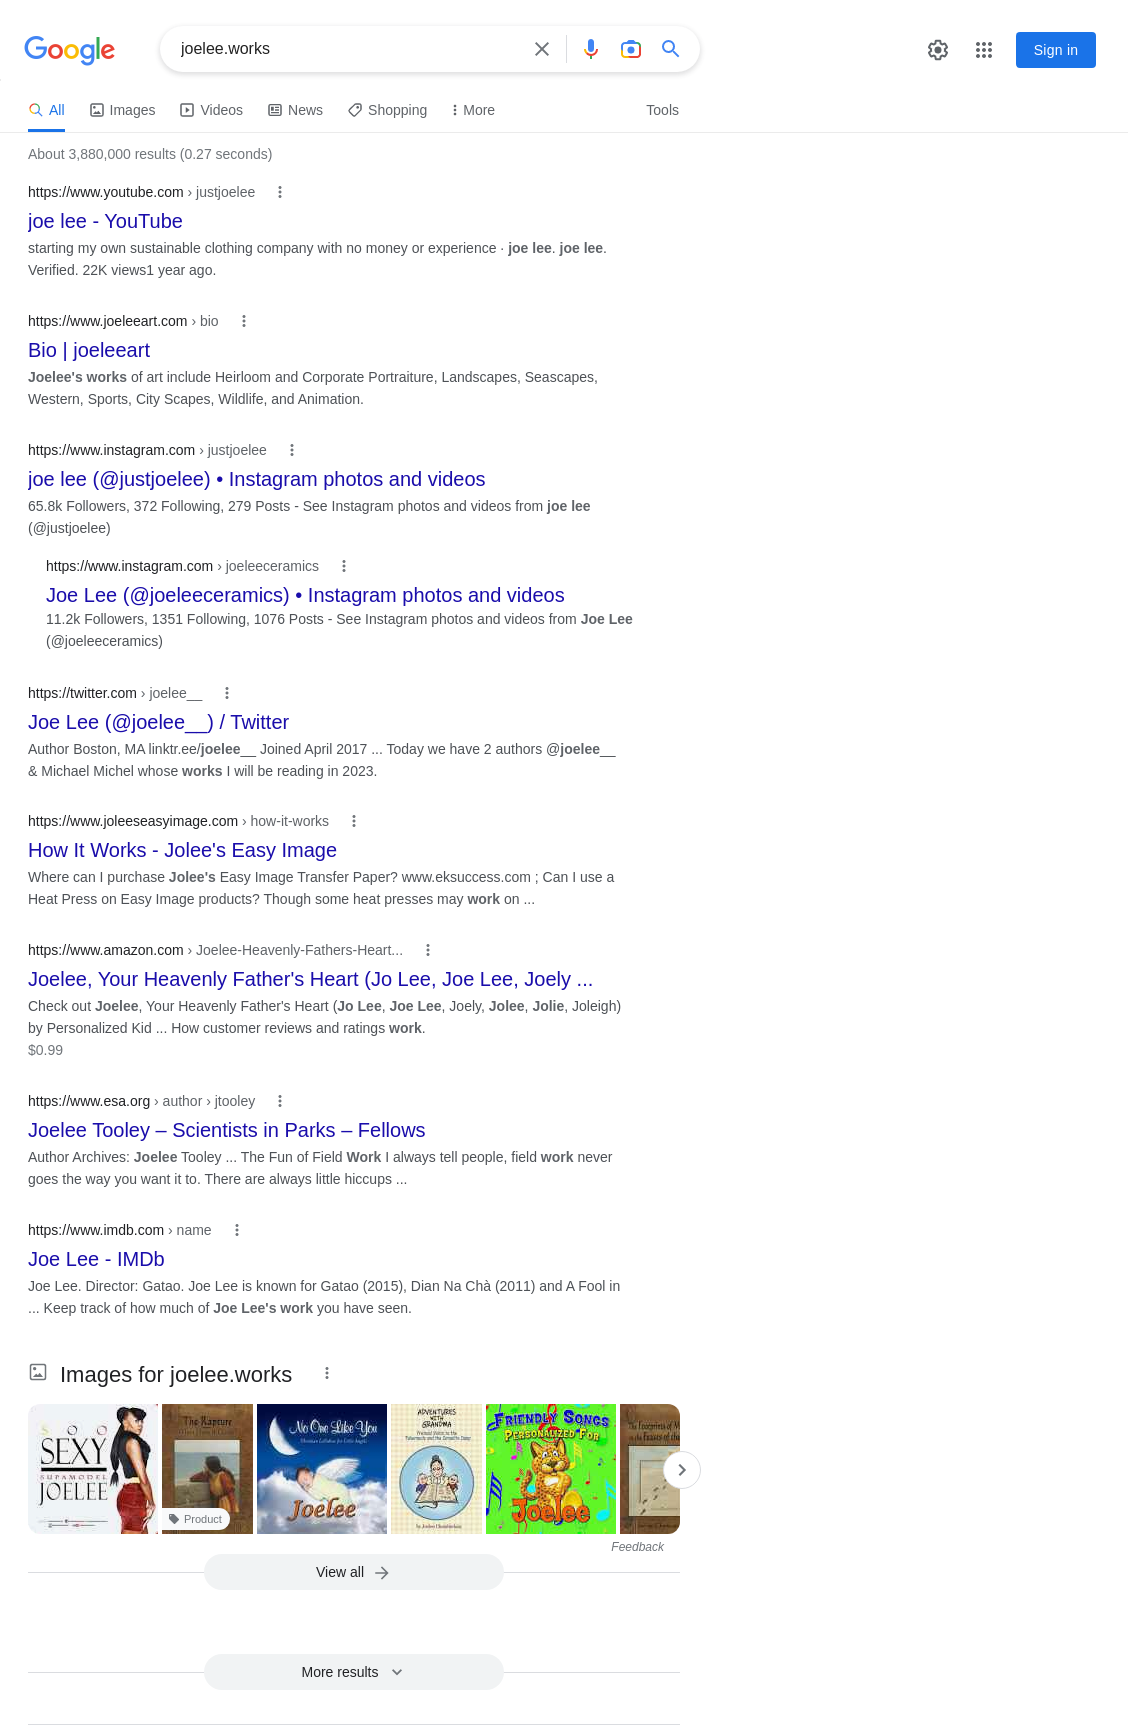 Google
joelee.works
Sign in
All
Images
Videos
News
Shopping
More
Tools
About 3,880,000 results (0.27 seconds)
https://www.youtube.com › justjoelee
joe lee - YouTube
starting my own sustainable clothing company with no money or experience · joe lee. joe lee.
Verified. 22K views1 year ago.
https://www.joeleeart.com › bio
Bio | joeleeart
Joelee's works of art include Heirloom and Corporate Portraiture, Landscapes, Seascapes,
Western, Sports, City Scapes, Wildlife, and Animation.
https://www.instagram.com › justjoelee
joe lee (@justjoelee) • Instagram photos and videos
65.8k Followers, 372 Following, 279 Posts - See Instagram photos and videos from joe lee
(@justjoelee)
https://www.instagram.com › joeleeceramics
Joe Lee (@joeleeceramics) • Instagram photos and videos
11.2k Followers, 1351 Following, 1076 Posts - See Instagram photos and videos from Joe Lee
(@joeleeceramics)
https://twitter.com › joelee__
Joe Lee (@joelee__) / Twitter
Author Boston, MA linktr.ee/joelee__ Joined April 2017 ... Today we have 2 authors @joelee__
& Michael Michel whose works I will be reading in 2023.
https://www.joleeseasyimage.com › how-it-works
How It Works - Jolee's Easy Image
Where can I purchase Jolee's Easy Image Transfer Paper? www.eksuccess.com ; Can I use a
Heat Press on Easy Image products? Though some heat presses may work on ...
https://www.amazon.com › Joelee-Heavenly-Fathers-Heart...
Joelee, Your Heavenly Father's Heart (Jo Lee, Joe Lee, Joely ...
Check out Joelee, Your Heavenly Father's Heart (Jo Lee, Joe Lee, Joely, Jolee, Jolie, Joleigh)
by Personalized Kid ... How customer reviews and ratings work.
$0.99
https://www.esa.org › author › jtooley
Joelee Tooley – Scientists in Parks – Fellows
Author Archives: Joelee Tooley ... The Fun of Field Work I always tell people, field work never
goes the way you want it to. There are always little hiccups ...
https://www.imdb.com › name
Joe Lee - IMDb
Joe Lee. Director: Gatao. Joe Lee is known for Gatao (2015), Dian Na Chà (2011) and A Fool in
... Keep track of how much of Joe Lee's work you have seen.
Images for joelee.works
SOO
SEXY
SUPAMODEL
JOELEE
The Rapture
Product
No One Like You
Joelee
ADVENTURES
WITH
GRANDMA
FRIENDLY SONGS
PERSONALIZED FOR
Joelee
Feedback
View all
More results